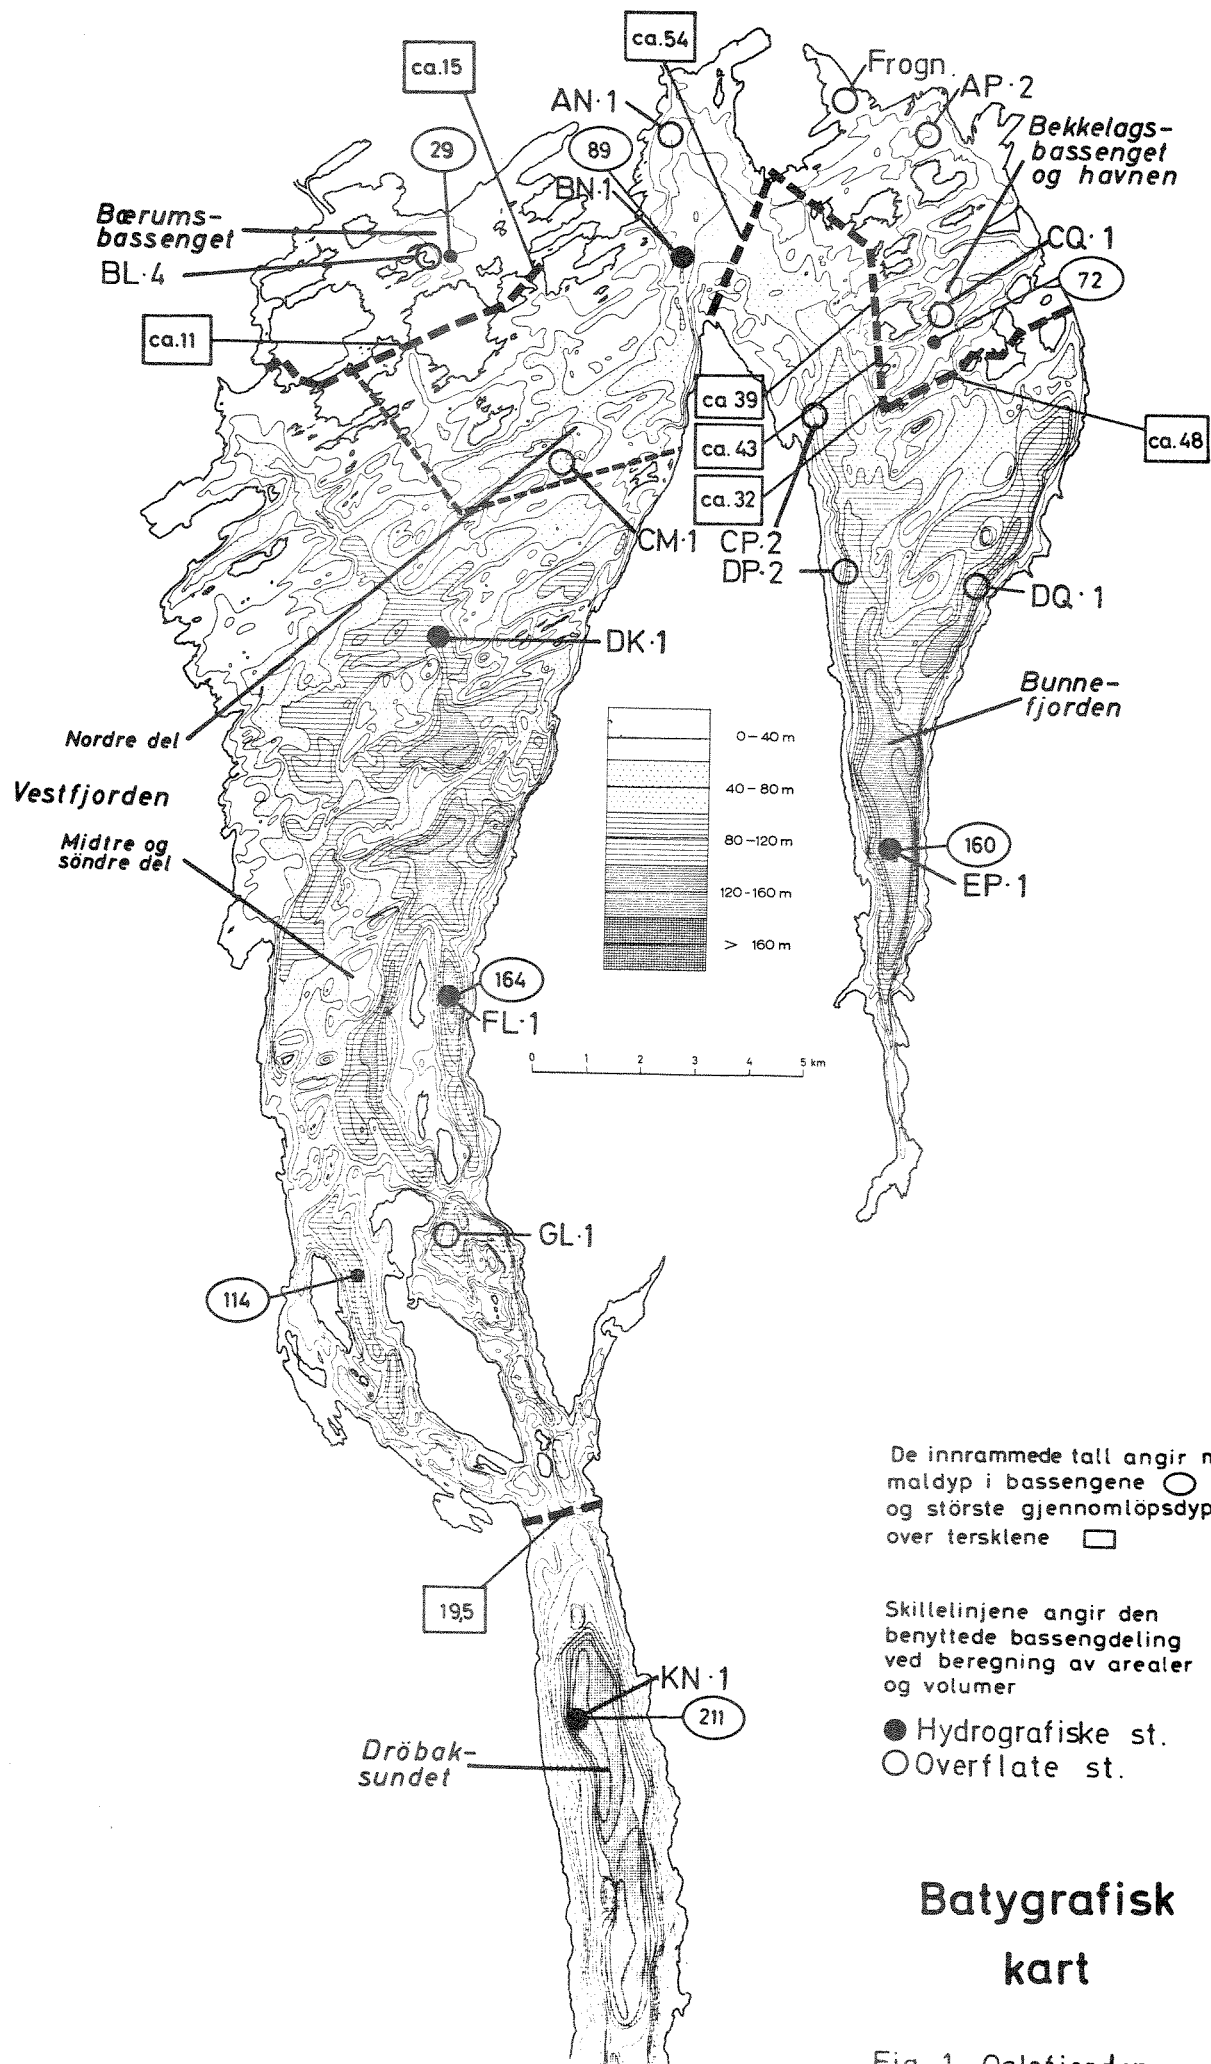 ca.54
ca.15
Frogn.
AP·2
AN·1
Bekkelags-
bassenget
og havnen
29
89
BN·1
Bærums-
bassenget
BL·4
CQ·1
72
ca.11
ca 39
ca.43
ca.48
ca.32
CM·1
CP·2
DP·2
DQ·1
DK·1
Bunne-
fjorden
Nordre del
0–40 m
Vestfjorden
40–80 m
Midtre og
söndre del
80–120 m
160
EP·1
120–160 m
> 160 m
164
FL·1
0 1 2 3 4 5 km
GL·1
114
De innrammede tall angir
maldyp i bassengene
og störste gjennomlöpsdyp
over tersklene
19,5
Skillelinjene angir den
benyttede bassengdeling
ved beregning av arealer
og volumer
KN·1
211
Hydrografiske st.
Overflate st.
Dröbak-
sundet
Batygrafisk
kart
Fig. 1. Oslofjorden